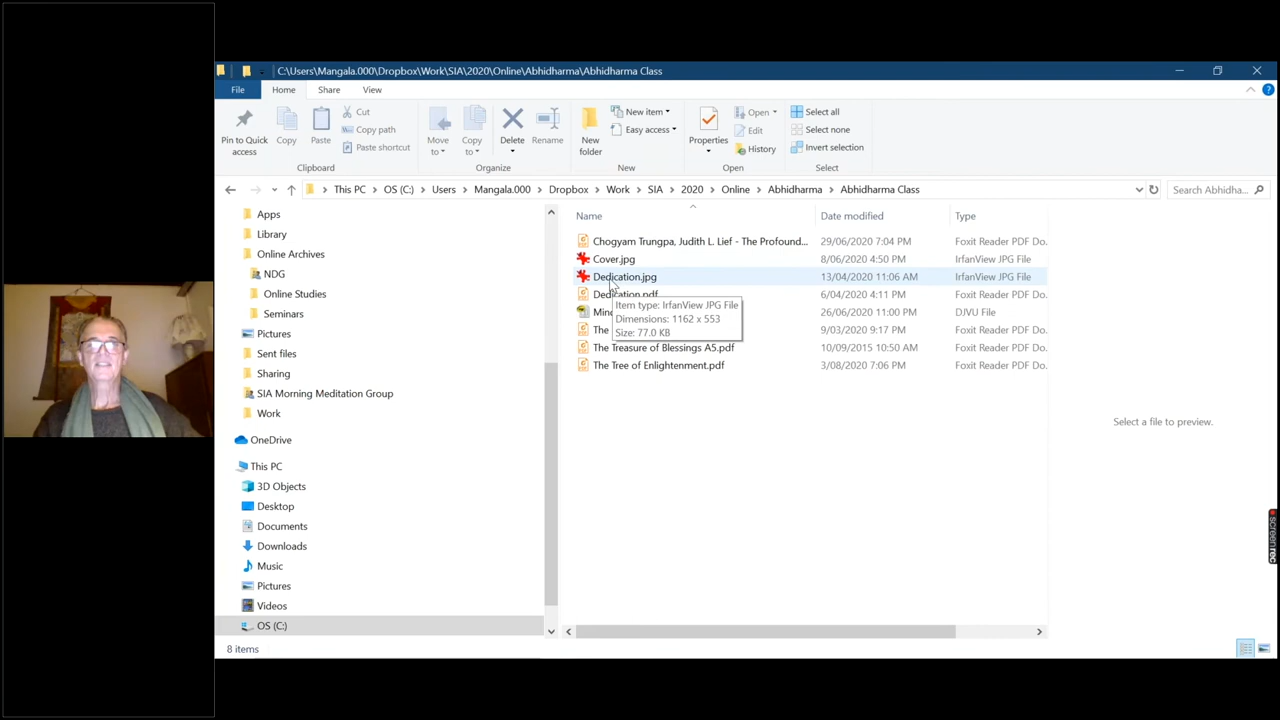 C:\Users\Mangala.000\Dropbox\Work\SIA\2020\Online\Abhidharma\Abhidharma Class
File Home Share View
Pin to Quick access
Copy
Paste
Cut
Copy path
Paste shortcut
Clipboard
Move to
Copy to
Delete
Rename
Organize
New folder
New item
Easy access
New
Properties
Open
Edit
History
Open
Select all
Select none
Invert selection
Select
This PC > OS (C:) > Users > Mangala.000 > Dropbox > Work > SIA > 2020 > Online > Abhidharma > Abhidharma Class
Search Abhidha...
Apps
Library
Online Archives
NDG
Online Studies
Seminars
Pictures
Sent files
Sharing
SIA Morning Meditation Group
Work
OneDrive
This PC
3D Objects
Desktop
Documents
Downloads
Music
Pictures
Videos
OS (C:)
Name Date modified Type
Chogyam Trungpa, Judith L. Lief - The Profound... 29/06/2020 7:04 PM Foxit Reader PDF Do.
Cover.jpg 8/06/2020 4:50 PM IrfanView JPG File
Dedication.jpg 13/04/2020 11:06 AM IrfanView JPG File
Dedication.pdf 6/04/2020 4:11 PM Foxit Reader PDF Do.
Minc 26/06/2020 11:00 PM DJVU File
The 9/03/2020 9:17 PM Foxit Reader PDF Do.
The Treasure of Blessings A5.pdf 10/09/2015 10:50 AM Foxit Reader PDF Do.
The Tree of Enlightenment.pdf 3/08/2020 7:06 PM Foxit Reader PDF Do.
Item type: IrfanView JPG File
Dimensions: 1162 x 553
Size: 77.0 KB
Select a file to preview.
8 items
screenrec